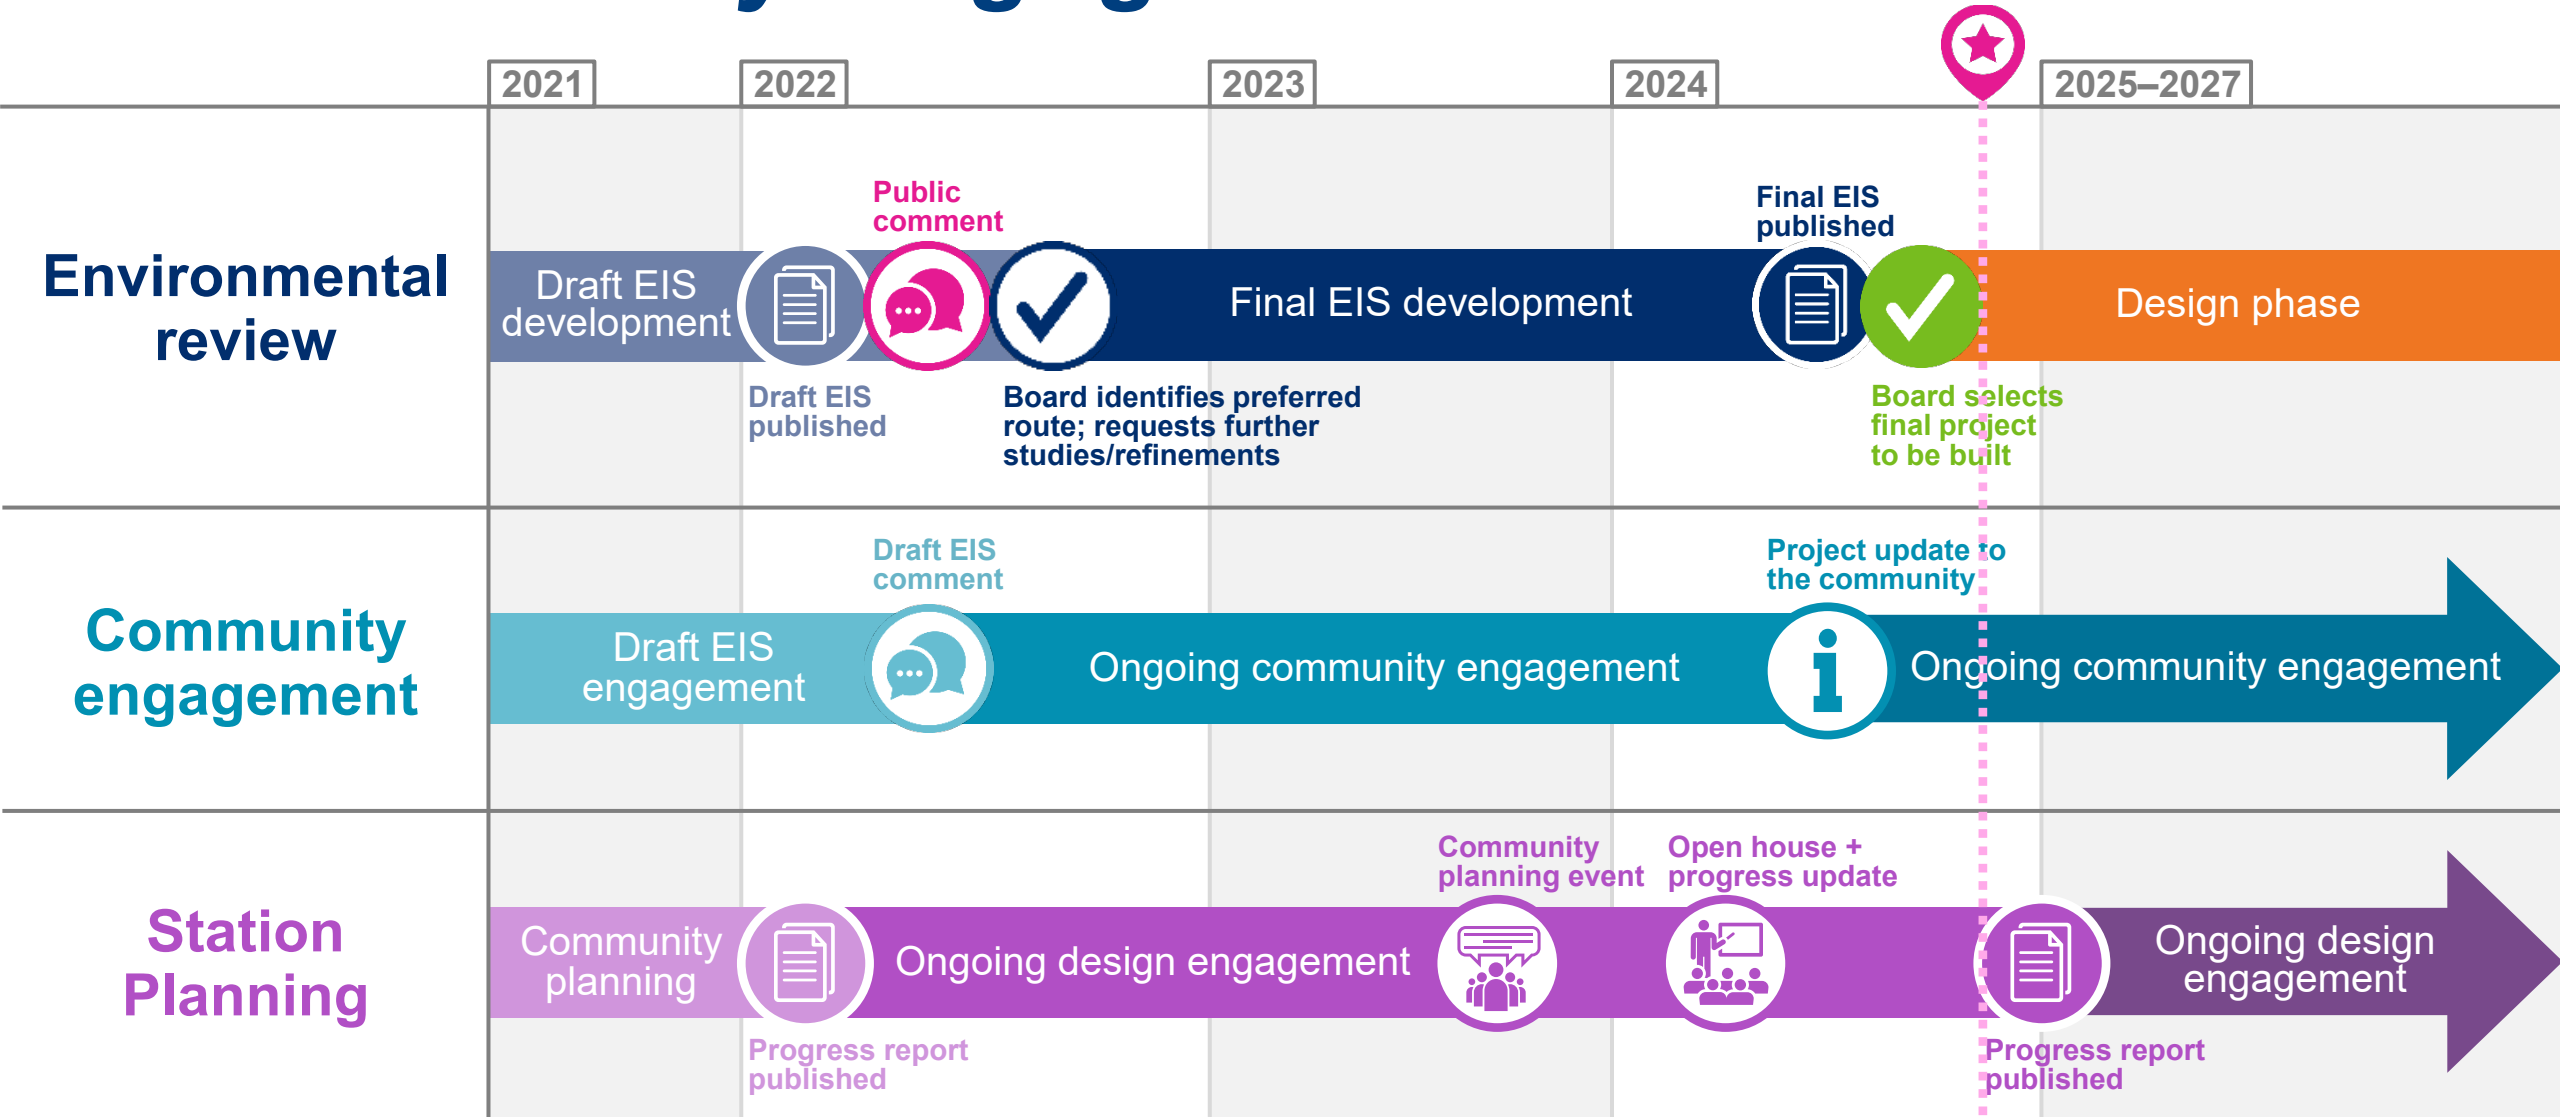 2021
2022
2023
2024
2025–2027
Environmental
review
Public
comment
Final EIS
published
Draft EIS
development
Final EIS development
Design phase
Draft EIS
published
Board identifies preferred
route; requests further
studies/refinements
Board selects
final project
to be built
Community
engagement
Draft EIS
comment
Project update to
the community
Draft EIS
engagement
Ongoing community engagement
Ongoing community engagement
Station
Planning
Community
planning event
Open house +
progress update
Community
planning
Ongoing design engagement
Ongoing design
engagement
Progress report
published
Progress report
published